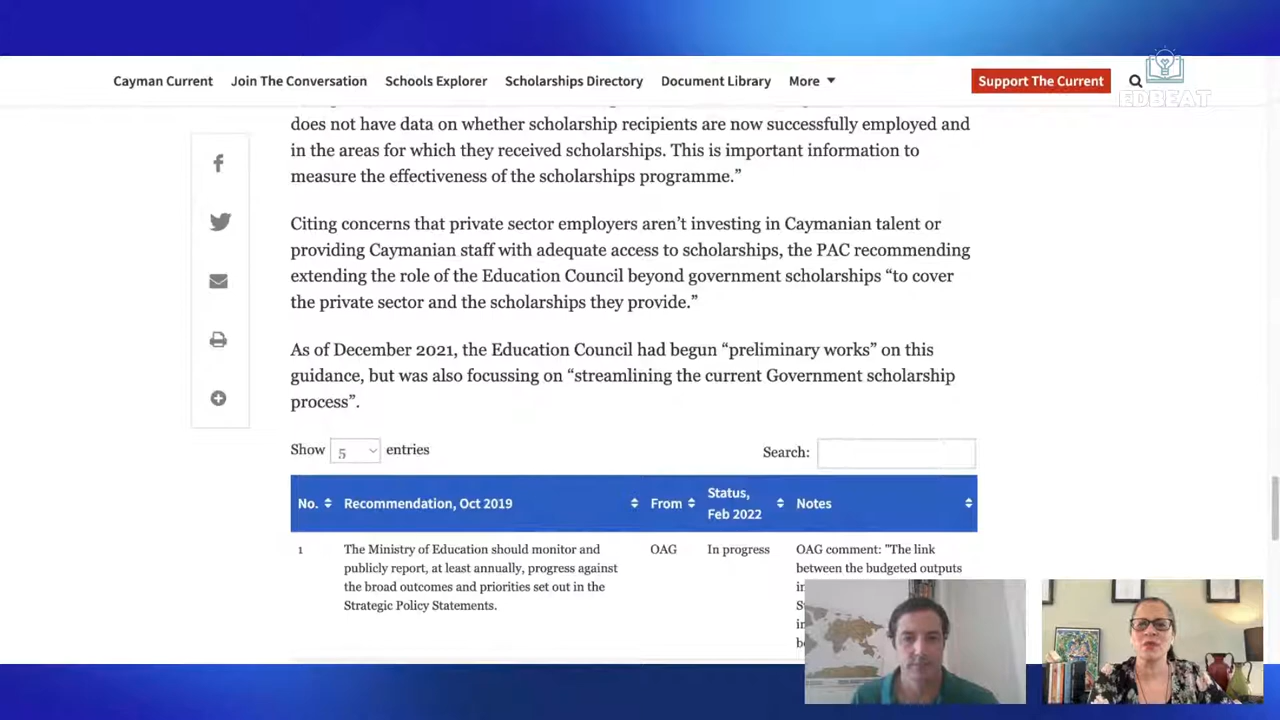 Cayman Current Join The Conversation Schools Explorer Scholarships Directory Document Library More Support The Current
EDBEAT
does not have data on whether scholarship recipients are now successfully employed and
in the areas for which they received scholarships. This is important information to
measure the effectiveness of the scholarships programme.”
Citing concerns that private sector employers aren’t investing in Caymanian talent or
providing Caymanian staff with adequate access to scholarships, the PAC recommending
extending the role of the Education Council beyond government scholarships “to cover
the private sector and the scholarships they provide.”
As of December 2021, the Education Council had begun “preliminary works” on this
guidance, but was also focussing on “streamlining the current Government scholarship
process”.
Show 5 entries Search:
No. Recommendation, Oct 2019 From Status, Feb 2022 Notes
1 The Ministry of Education should monitor and OAG In progress OAG comment: "The link
publicly report, at least annually, progress against between the budgeted outputs
the broad outcomes and priorities set out in the
Strategic Policy Statements.